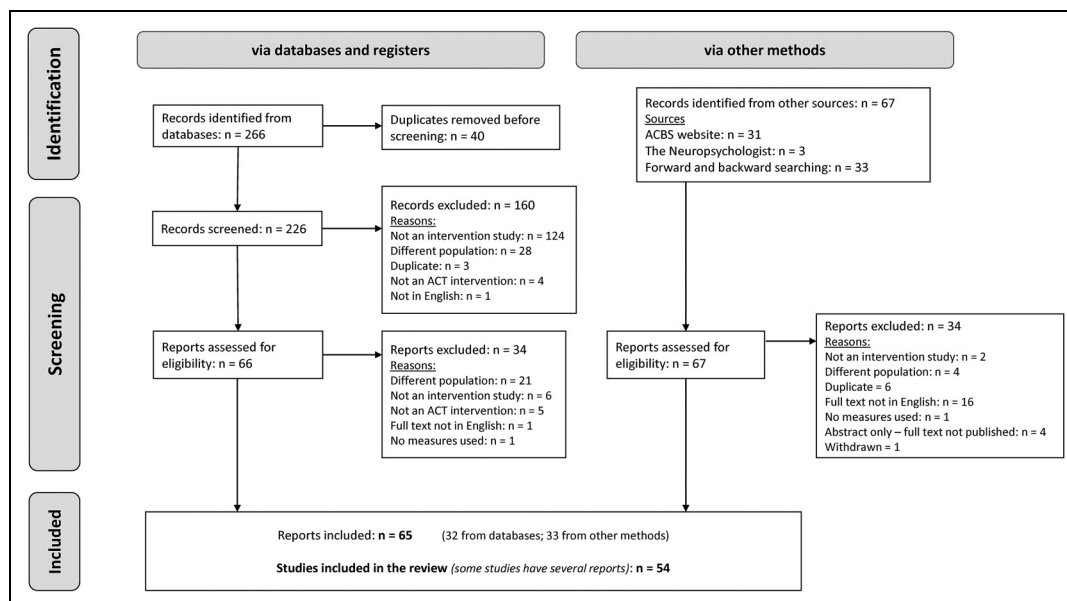 via databases and registers
via other methods
Identification
Records identified from
databases: n = 266
Duplicates removed before
screening: n = 40
Records identified from other sources: n = 67
Sources
ACBS website: n = 31
The Neuropsychologist: n = 3
Forward and backward searching: n = 33
Screening
Records screened: n = 226
Records excluded: n = 160
Reasons:
Not an intervention study: n = 124
Different population: n = 28
Duplicate: n = 3
Not an ACT intervention: n = 4
Not in English: n = 1
Reports assessed for
eligibility: n = 66
Reports excluded: n = 34
Reasons:
Different population: n = 21
Not an intervention study: n = 6
Not an ACT intervention: n = 5
Full text not in English: n = 1
No measures used: n = 1
Reports assessed for
eligibility: n = 67
Reports excluded: n = 34
Reasons:
Not an intervention study: n = 2
Different population: n = 4
Duplicate = 6
Full text not in English: n = 16
No measures used: n = 1
Abstract only – full text not published: n = 4
Withdrawn = 1
Included
Reports included: n = 65 (32 from databases; 33 from other methods)
Studies included in the review (some studies have several reports): n = 54